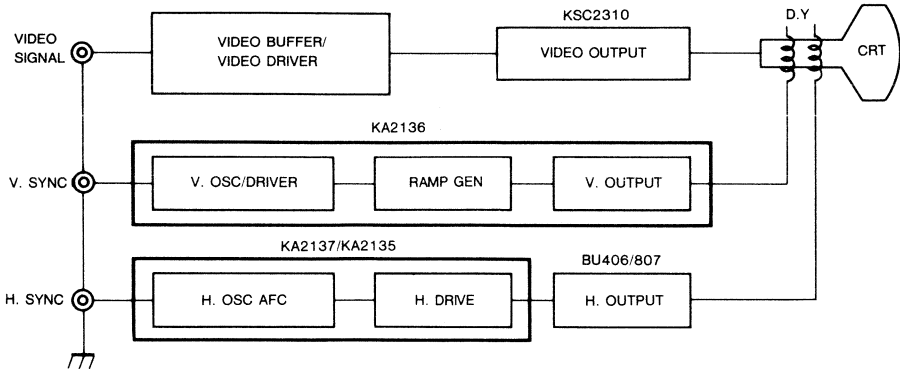 KSC2310
D.Y
VIDEO
SIGNAL
VIDEO BUFFER/
VIDEO DRIVER
VIDEO OUTPUT
CRT
KA2136
V. SYNC
V. OSC/DRIVER
RAMP GEN
V. OUTPUT
KA2137/KA2135
BU406/807
H. SYNC
H. OSC AFC
H. DRIVE
H. OUTPUT